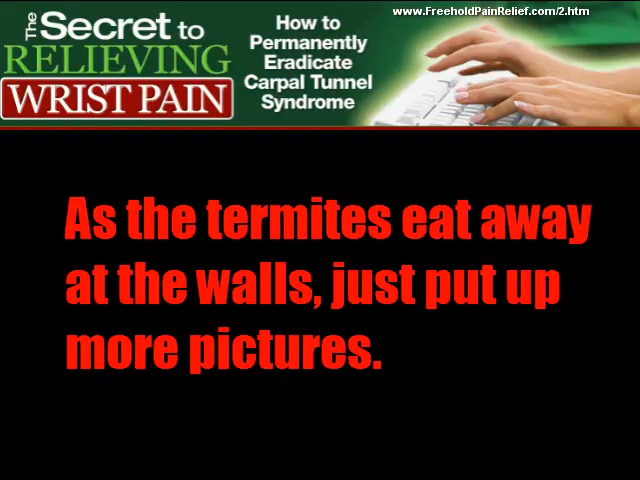 www.FreeholdPainRelief.com/2.htm
The Secret to
RELIEVING
WRIST PAIN
How to
Permanently
Eradicate
Carpal Tunnel
Syndrome
As the termites eat away
at the walls, just put up
more pictures.